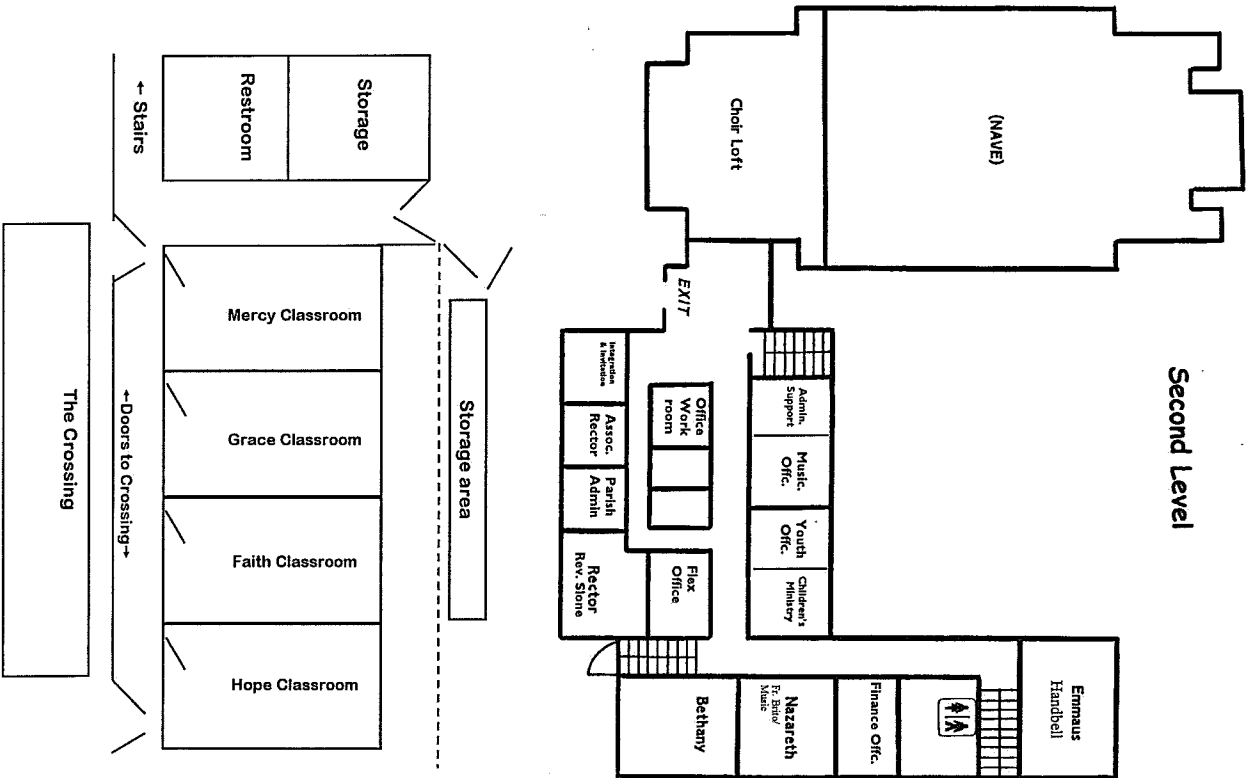 Second Level
(NAVE)
Choir Loft
EXIT
Integration
& Invitation
Assoc.
Rector
Parish
Admin
Rector
Rev. Slone
Office
Work
room
Flex
Office
Admin.
Support
Music.
Offc.
Youth
Offc.
Children's
Ministry
Emmaus
Handbell
Finance Offc.
Nazareth
Fr. Brito/
Music
Bethany
Storage
Restroom
← Stairs
Storage area
Mercy Classroom
Grace Classroom
Faith Classroom
Hope Classroom
←Doors to Crossing→
The Crossing